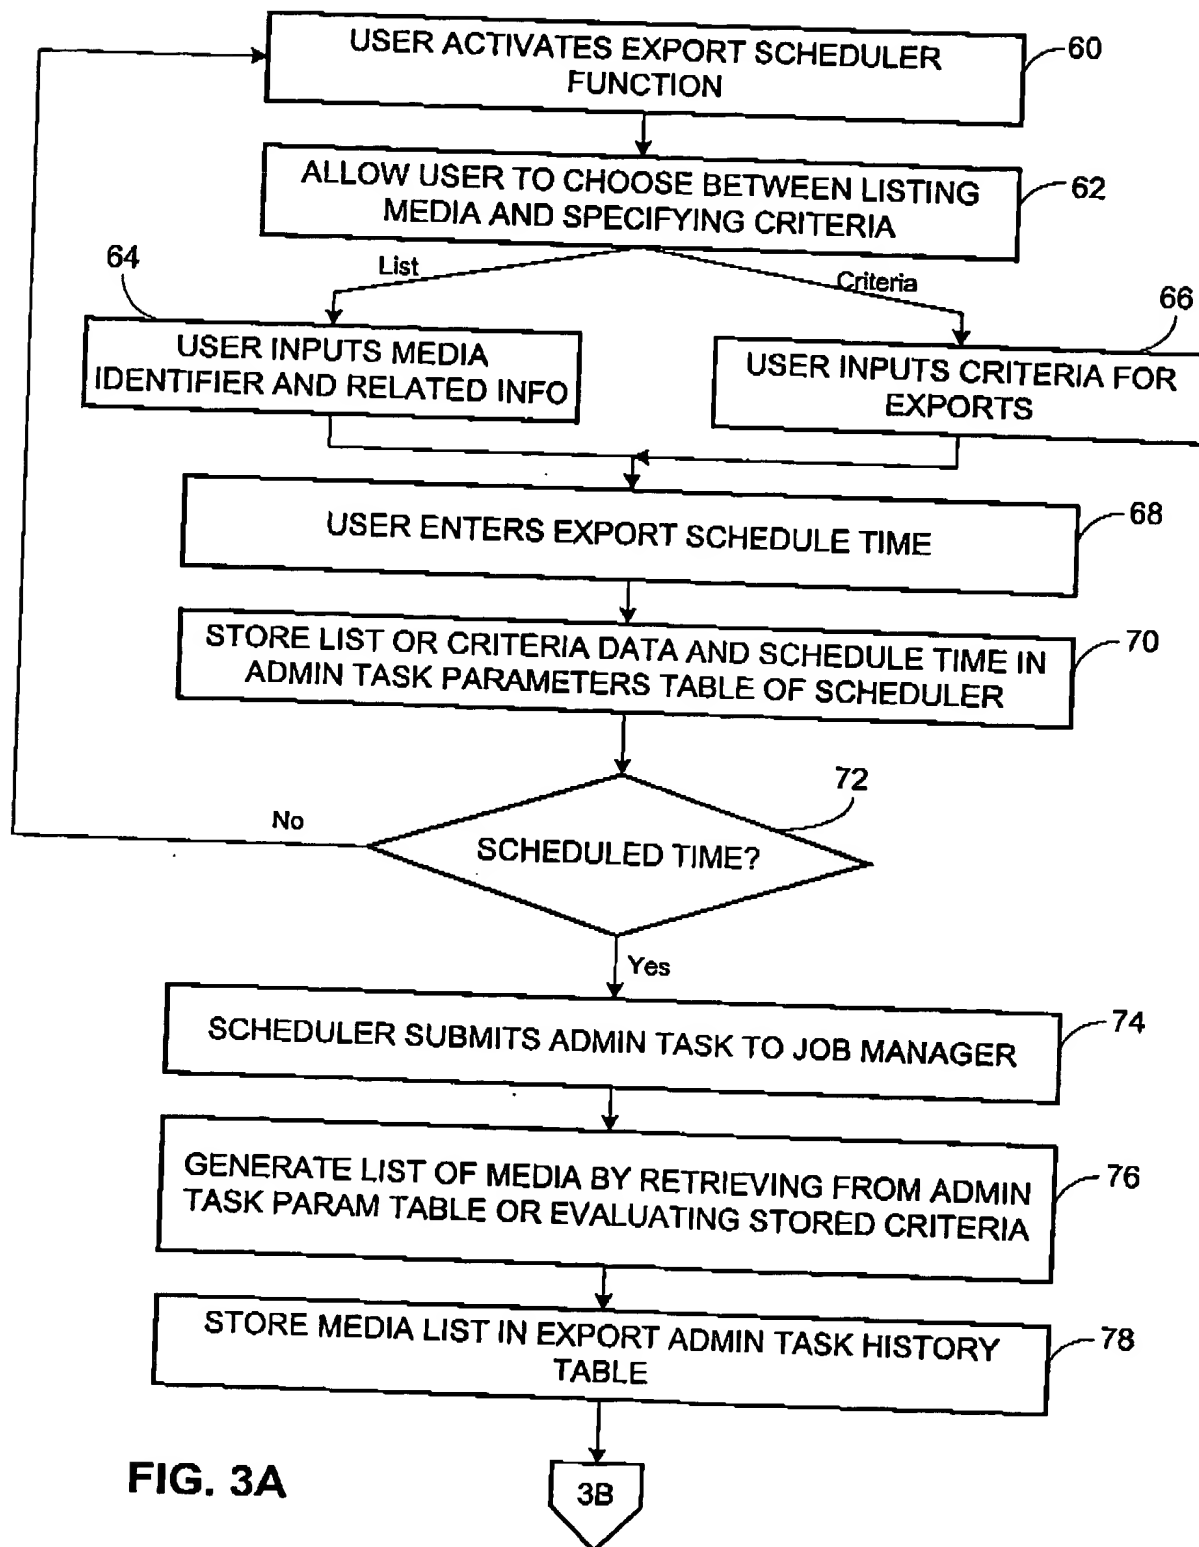 USER ACTIVATES EXPORT SCHEDULER
FUNCTION
60
ALLOW USER TO CHOOSE BETWEEN LISTING
MEDIA AND SPECIFYING CRITERIA
62
List
Criteria
64
USER INPUTS MEDIA
IDENTIFIER AND RELATED INFO
66
USER INPUTS CRITERIA FOR
EXPORTS
USER ENTERS EXPORT SCHEDULE TIME
68
STORE LIST OR CRITERIA DATA AND SCHEDULE TIME IN
ADMIN TASK PARAMETERS TABLE OF SCHEDULER
70
72
No
SCHEDULED TIME?
Yes
SCHEDULER SUBMITS ADMIN TASK TO JOB MANAGER
74
GENERATE LIST OF MEDIA BY RETRIEVING FROM ADMIN
TASK PARAM TABLE OR EVALUATING STORED CRITERIA
76
STORE MEDIA LIST IN EXPORT ADMIN TASK HISTORY
TABLE
78
FIG. 3A
3B